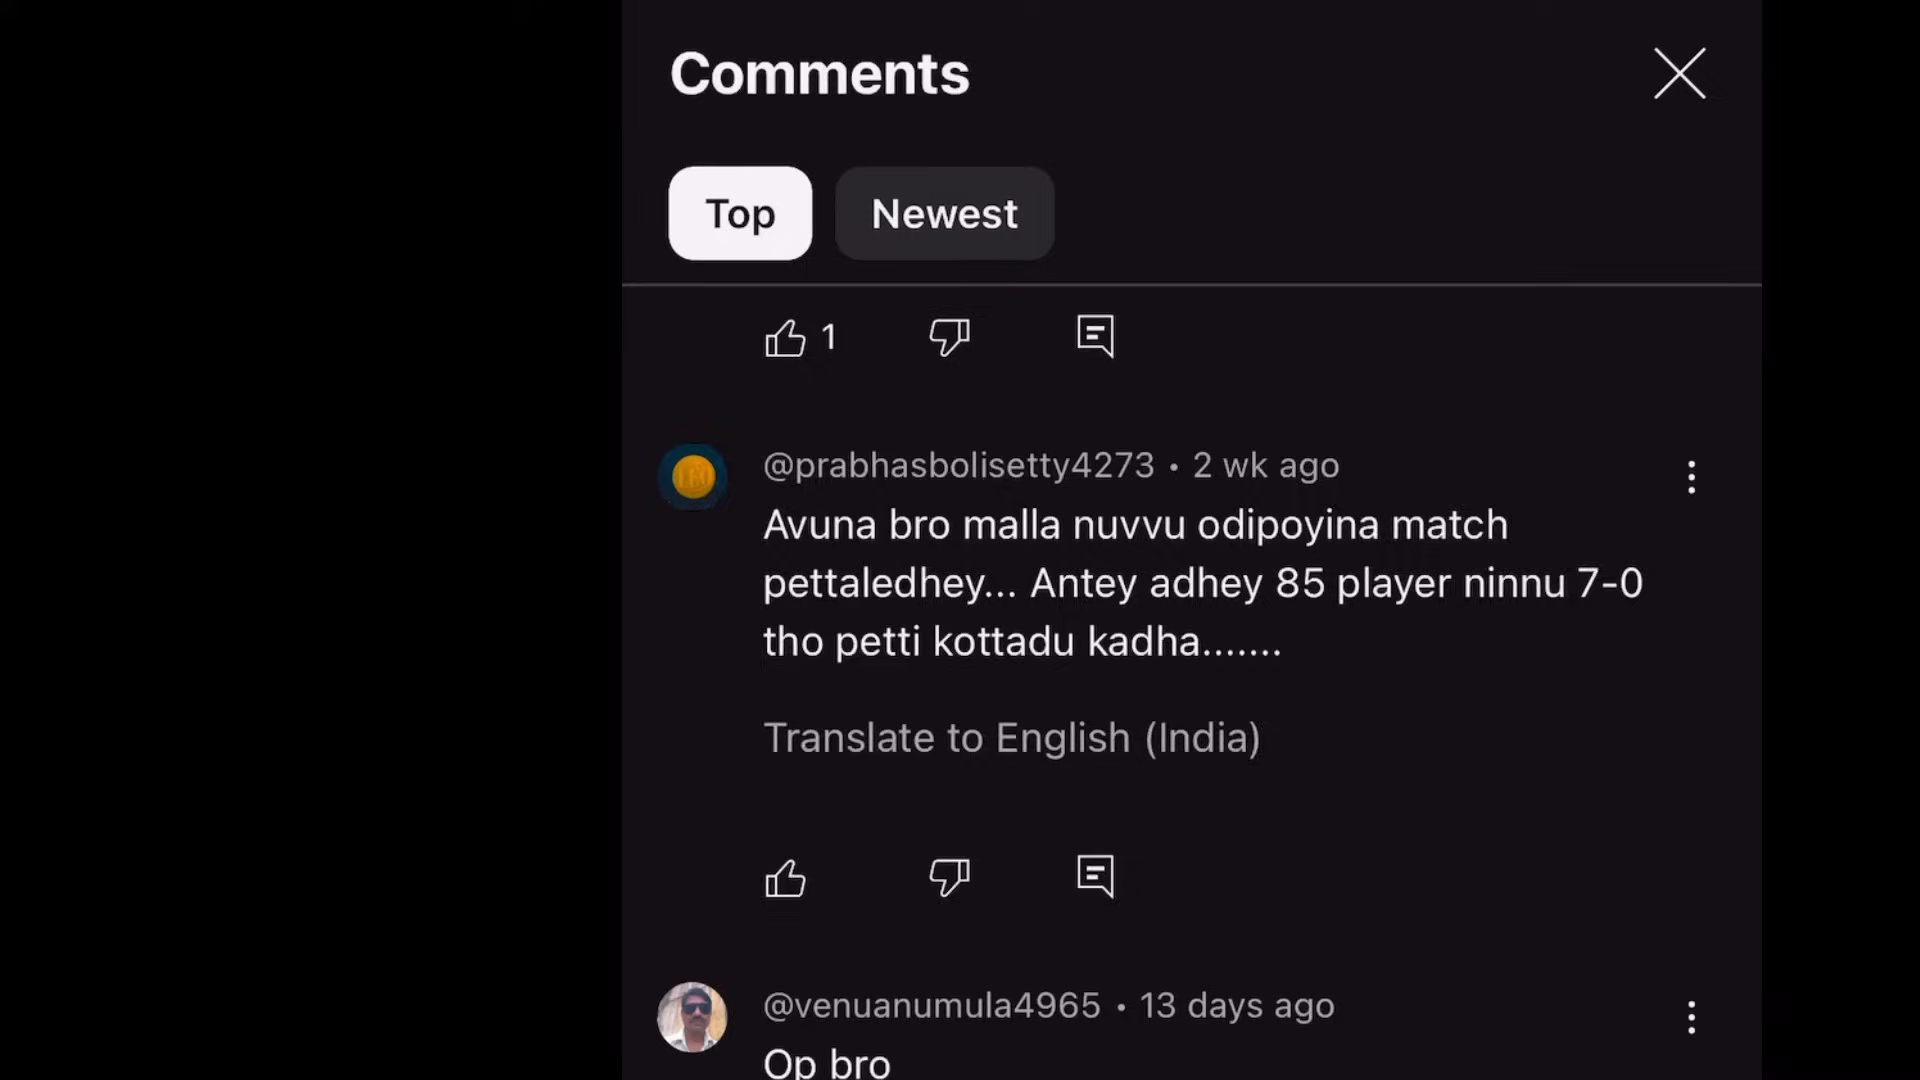 Comments
Top Newest
1
@prabhasbolisetty4273 • 2 wk ago
Avuna bro malla nuvvu odipoyina match
pettaledhey... Antey adhey 85 player ninnu 7-0
tho petti kottadu kadha.......
Translate to English (India)
@venuanumula4965 • 13 days ago
Op bro